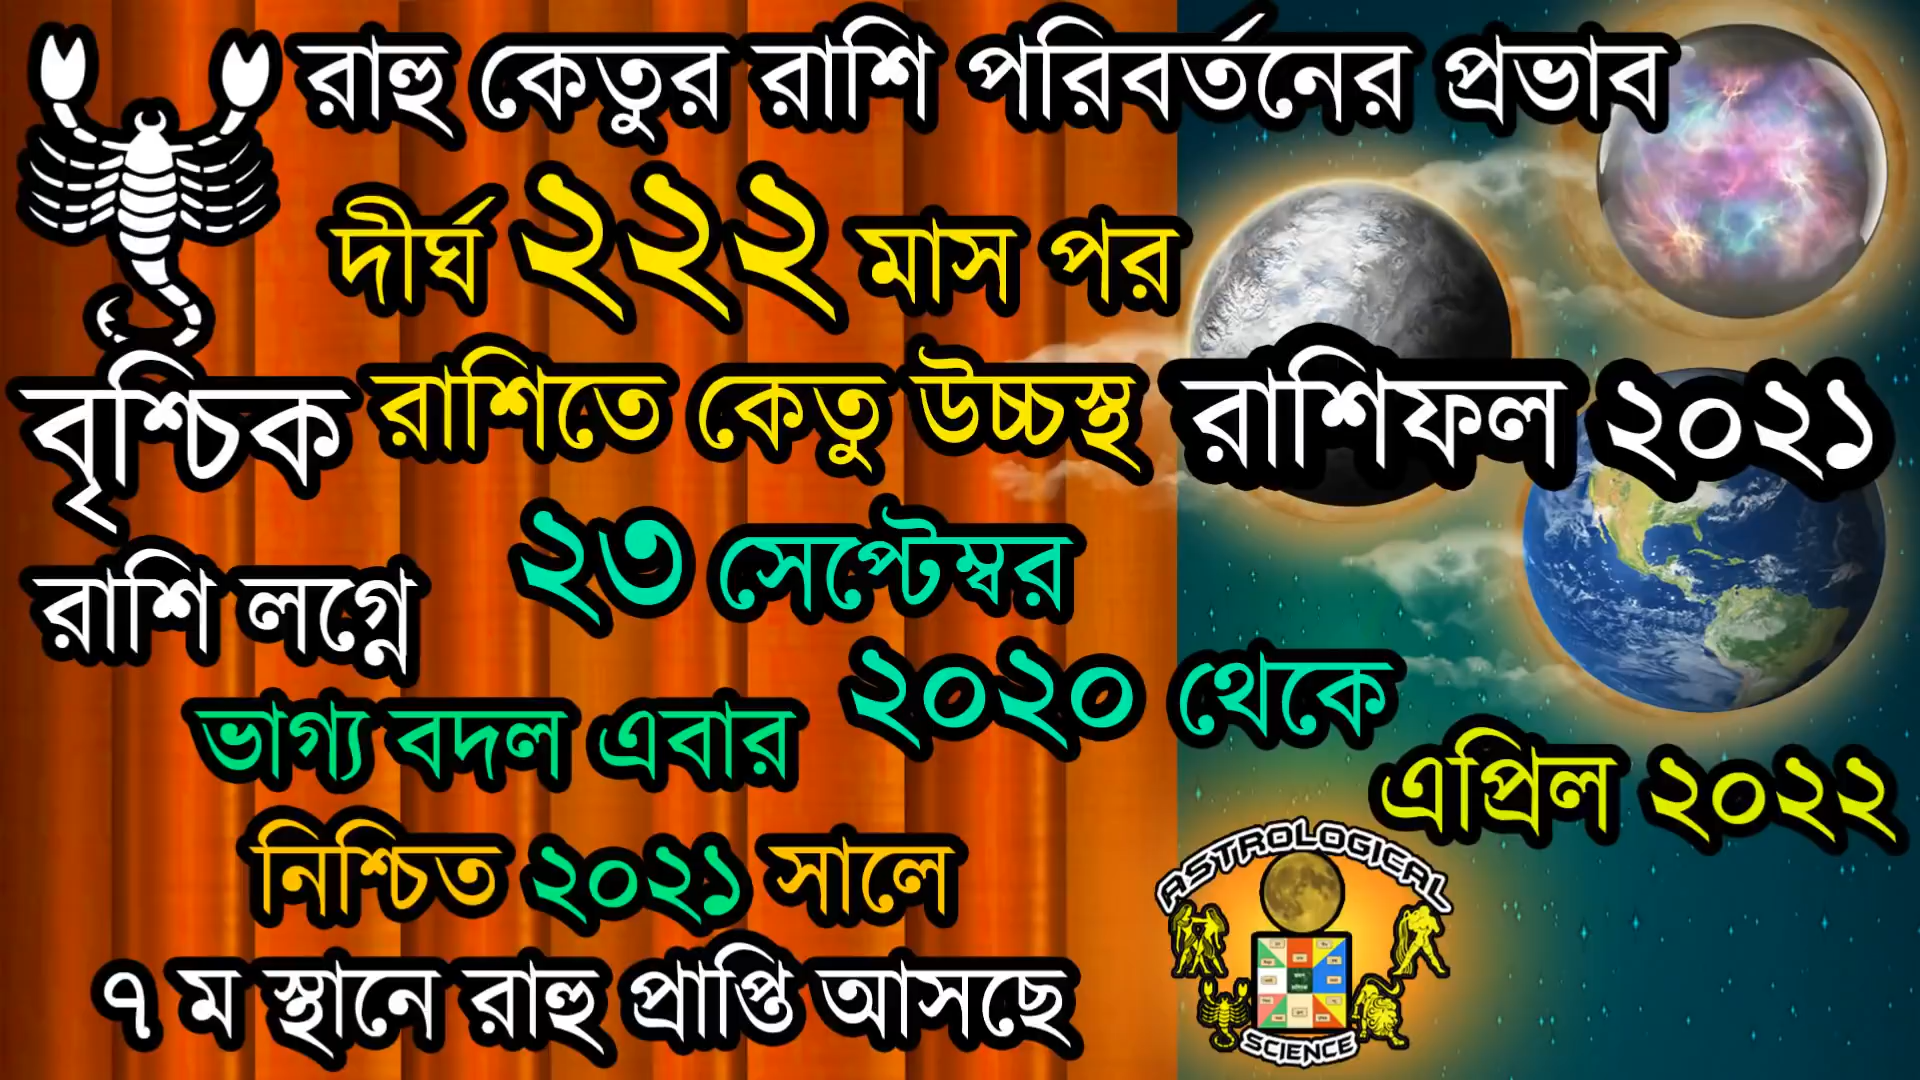 রাহু কেতুর রাশি পরিবর্তনের প্রভাব
দীর্ঘ ২২২ মাস পর
বৃশ্চিক রাশিতে কেতু উচ্চস্থ রাশিফল ২০২১
রাশি লগ্নে ২৩ সেপ্টেম্বর
২০২০ থেকে
ভাগ্য বদল এবার
এপ্রিল ২০২২
নিশ্চিত ২০২১ সালে
৭ ম স্থানে রাহু প্রাপ্তি আসছে
ASTROLOGICAL
SCIENCE